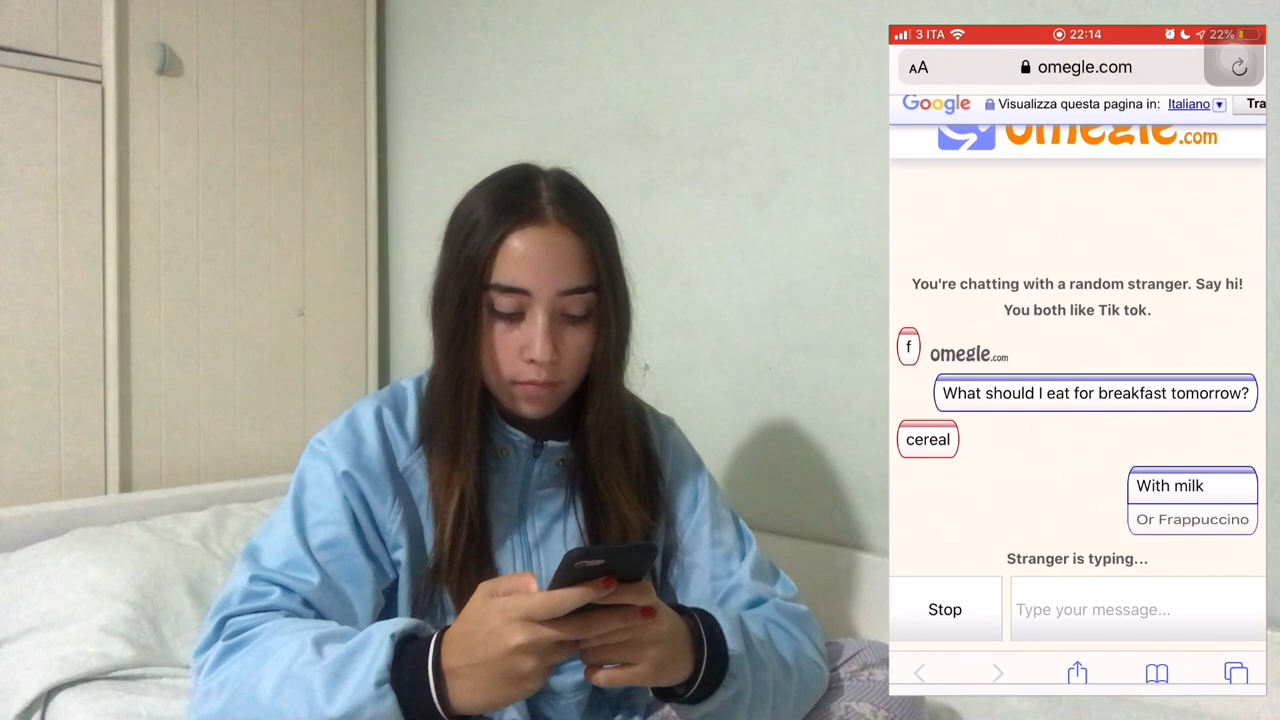 3 ITA 22:14 22%
AA omegle.com
Google Visualizza questa pagina in: Italiano Tra
omegle.com
You're chatting with a random stranger. Say hi!
You both like Tik tok.
f
omegle.com
What should I eat for breakfast tomorrow?
cereal
With milk
Or Frappuccino
Stranger is typing...
Stop Type your message...